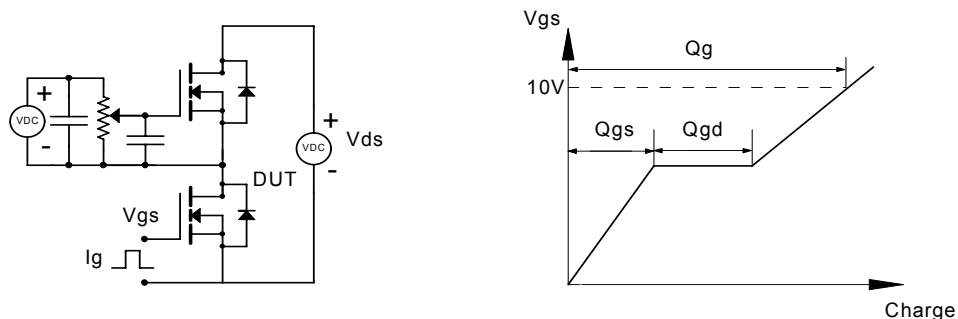 +
VDC
-
+
VDC
-
Vds
DUT
Vgs
Ig
Vgs
Qg
10V
Qgs
Qgd
Charge